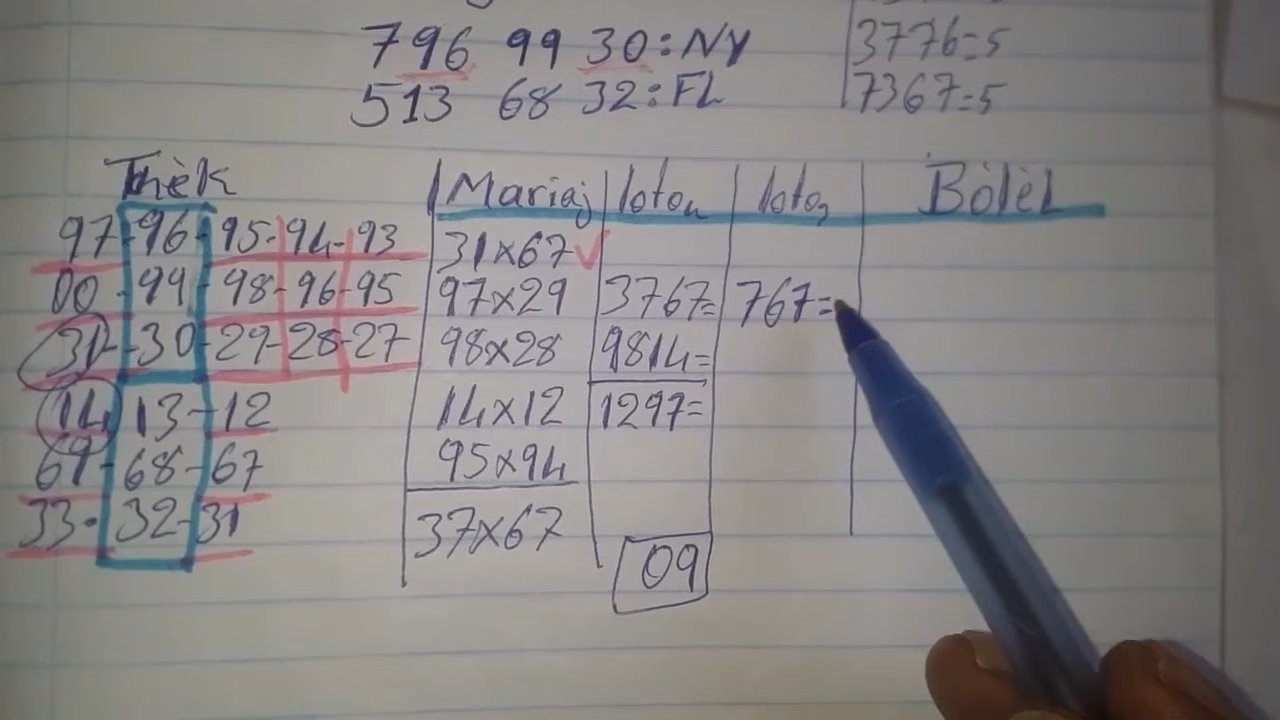 796 99 30:NY
3776=5
513 68 32:FL
7367=5
Thèk
Mariaj
loto4
loto3
Bòlèt
97-96-95-94-93
31x67✓
00-99-98-96-95
97x29
3767=
767=
31-30-29-28-27
98x28
9814=
14-13-12
14x12
1297=
69-68-67
95x94
33-32-31
37x67
09